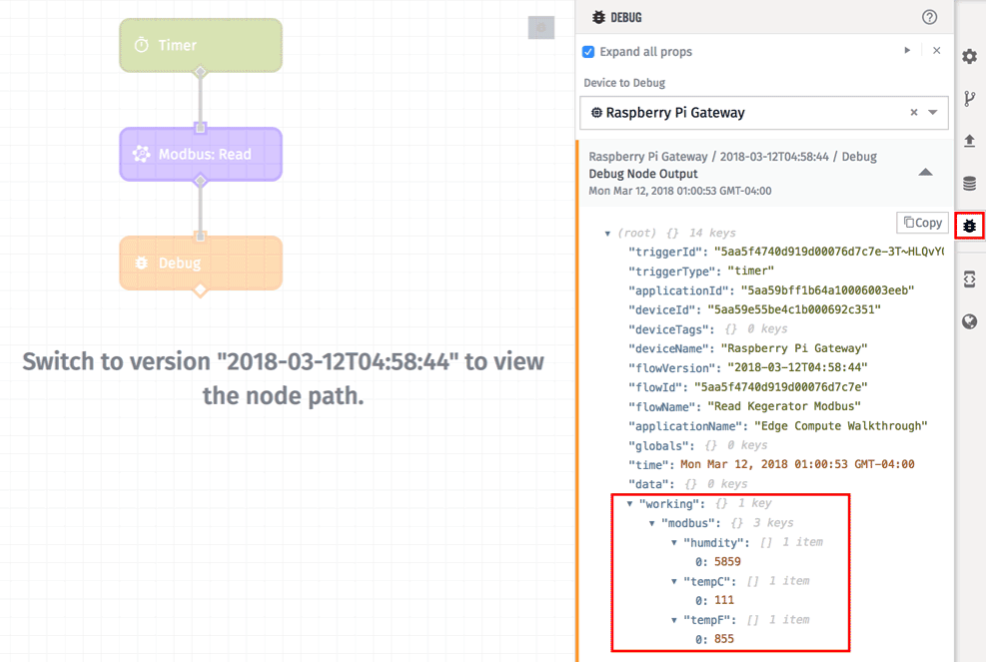 Timer
Modbus: Read
Debug
Switch to version "2018-03-12T04:58:44" to view
the node path.
DEBUG
Expand all props
Device to Debug
Raspberry Pi Gateway
Raspberry Pi Gateway / 2018-03-12T04:58:44 / Debug
Debug Node Output
Mon Mar 12, 2018 01:00:53 GMT-04:00
Copy
(root) {} 14 keys
"triggerId": "5aa5f4740d919d00076d7c7e-3T~HLQvY(
"triggerType": "timer"
"applicationId": "5aa59bff1b64a10006003eeb"
"deviceId": "5aa59e55be4c1b000692c351"
"deviceTags": {} 0 keys
"deviceName": "Raspberry Pi Gateway"
"flowVersion": "2018-03-12T04:58:44"
"flowId": "5aa5f4740d919d00076d7c7e"
"flowName": "Read Kegerator Modbus"
"applicationName": "Edge Compute Walkthrough"
"globals": {} 0 keys
"time": Mon Mar 12, 2018 01:00:53 GMT-04:00
"data": {} 0 keys
"working": {} 1 key
"modbus": {} 3 keys
"humdity": [] 1 item
0: 5859
"tempC": [] 1 item
0: 111
"tempF": [] 1 item
0: 855